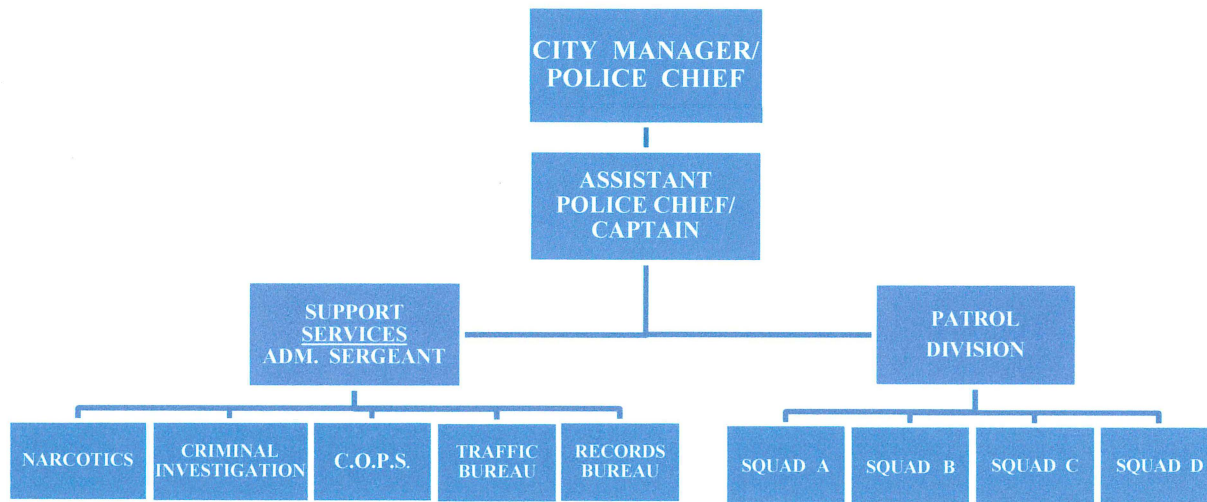 CITY MANAGER/
POLICE CHIEF
ASSISTANT
POLICE CHIEF/
CAPTAIN
SUPPORT
SERVICES
ADM. SERGEANT
PATROL
DIVISION
NARCOTICS
CRIMINAL
INVESTIGATION
C.O.P.S.
TRAFFIC
BUREAU
RECORDS
BUREAU
SQUAD A
SQUAD B
SQUAD C
SQUAD D